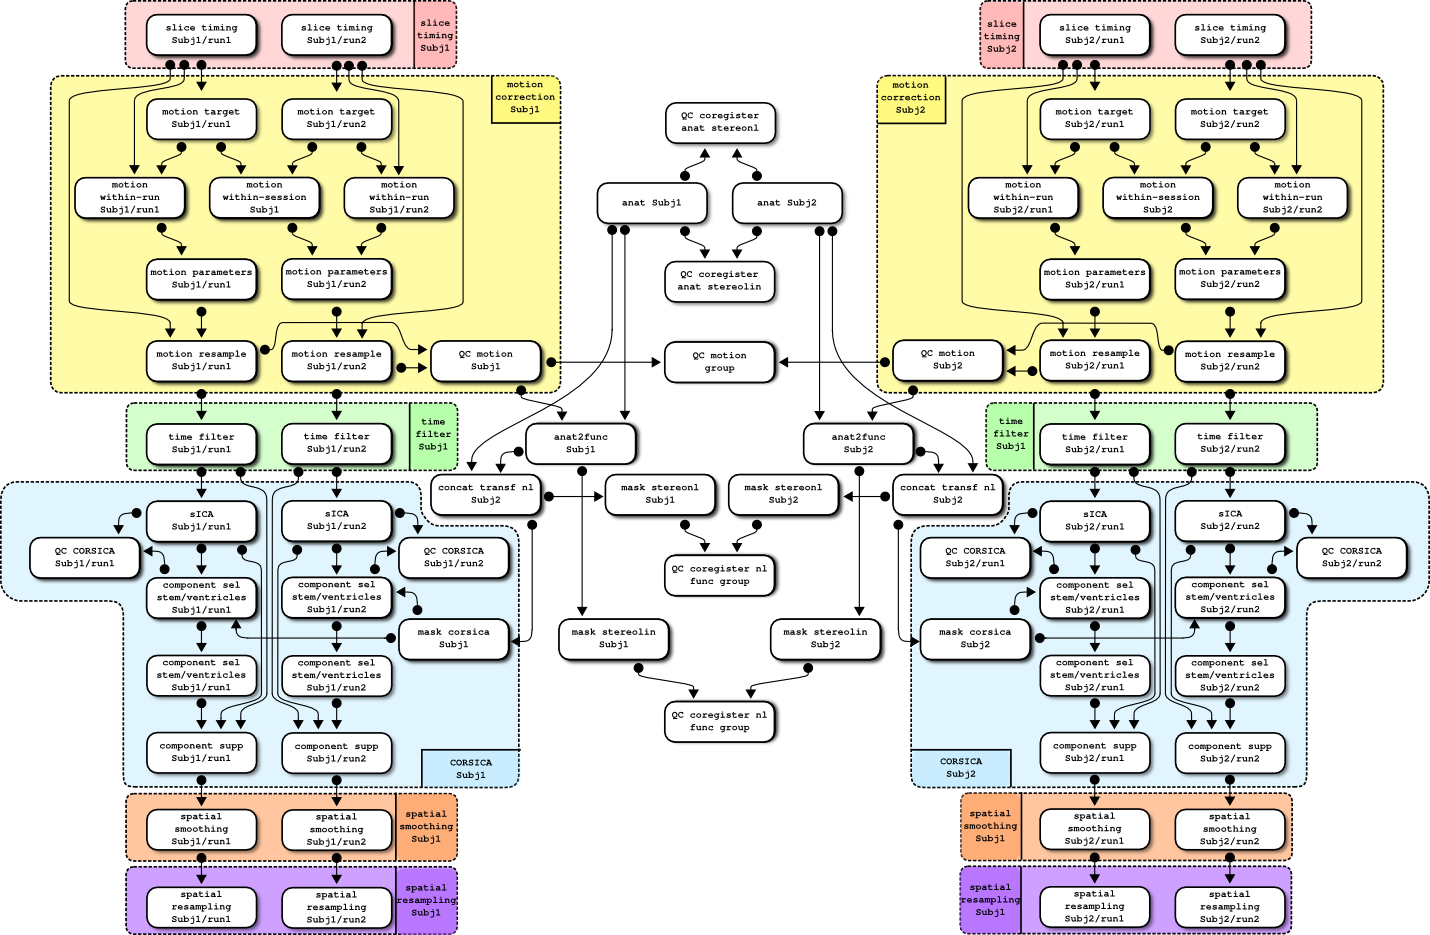 slice timing
Subj1/run1
slice timing
Subj1/run2
slice
timing
Subj1
slice
timing
Subj2
slice timing
Subj2/run1
slice timing
Subj2/run2
motion
correction
Subj1
motion
correction
Subj2
motion target
Subj1/run1
motion target
Subj1/run2
QC coregister
anat stereonl
motion target
Subj2/run1
motion target
Subj2/run2
motion
within-run
Subj1/run1
motion
within-session
Subj1
motion
within-run
Subj1/run2
anat Subj1
anat Subj2
motion
within-run
Subj2/run1
motion
within-session
Subj2
motion
within-run
Subj2/run2
motion parameters
Subj1/run1
motion parameters
Subj1/run2
QC coregister
anat stereolin
motion parameters
Subj2/run1
motion parameters
Subj2/run2
motion resample
Subj1/run1
motion resample
Subj1/run2
QC motion
Subj1
QC motion
group
QC motion
Subj2
motion resample
Subj2/run1
motion resample
Subj2/run2
time filter
Subj1/run1
time filter
Subj1/run2
time
filter
Subj1
anat2func
Subj1
anat2func
Subj2
time
filter
Subj1
time filter
Subj2/run1
time filter
Subj2/run2
concat transf nl
Subj2
mask stereonl
Subj1
mask stereonl
Subj2
concat transf nl
Subj2
sICA
Subj1/run1
sICA
Subj1/run2
sICA
Subj2/run1
sICA
Subj2/run2
QC CORSICA
Subj1/run1
QC CORSICA
Subj1/run2
QC coregister nl
func group
QC CORSICA
Subj2/run1
QC CORSICA
Subj2/run2
component sel
stem/ventricles
Subj1/run1
component sel
stem/ventricles
Subj1/run2
component sel
stem/ventricles
Subj2/run1
component sel
stem/ventricles
Subj2/run2
mask corsica
Subj1
mask stereolin
Subj1
mask stereolin
Subj2
mask corsica
Subj2
component sel
stem/ventricles
Subj1/run1
component sel
stem/ventricles
Subj1/run2
component sel
stem/ventricles
Subj2/run1
component sel
stem/ventricles
Subj2/run2
QC coregister nl
func group
component supp
Subj1/run1
component supp
Subj1/run2
CORSICA
Subj1
CORSICA
Subj2
component supp
Subj2/run1
component supp
Subj2/run2
spatial
smoothing
Subj1/run1
spatial
smoothing
Subj1/run2
spatial
smoothing
Subj1
spatial
smoothing
Subj1
spatial
smoothing
Subj2/run1
spatial
smoothing
Subj2/run2
spatial
resampling
Subj1/run1
spatial
resampling
Subj1/run2
spatial
resampling
Subj1
spatial
resampling
Subj1
spatial
resampling
Subj2/run1
spatial
resampling
Subj2/run2